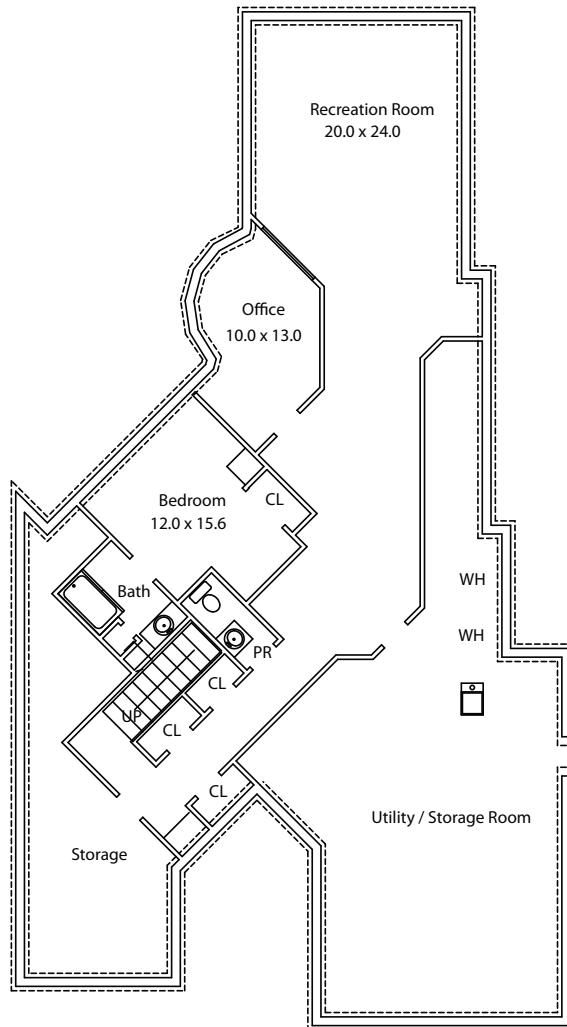 Recreation Room
20.0 x 24.0
Office
10.0 x 13.0
Bedroom
12.0 x 15.6
CL
Bath
WH
WH
PR
CL
UP
CL
CL
Utility / Storage Room
Storage